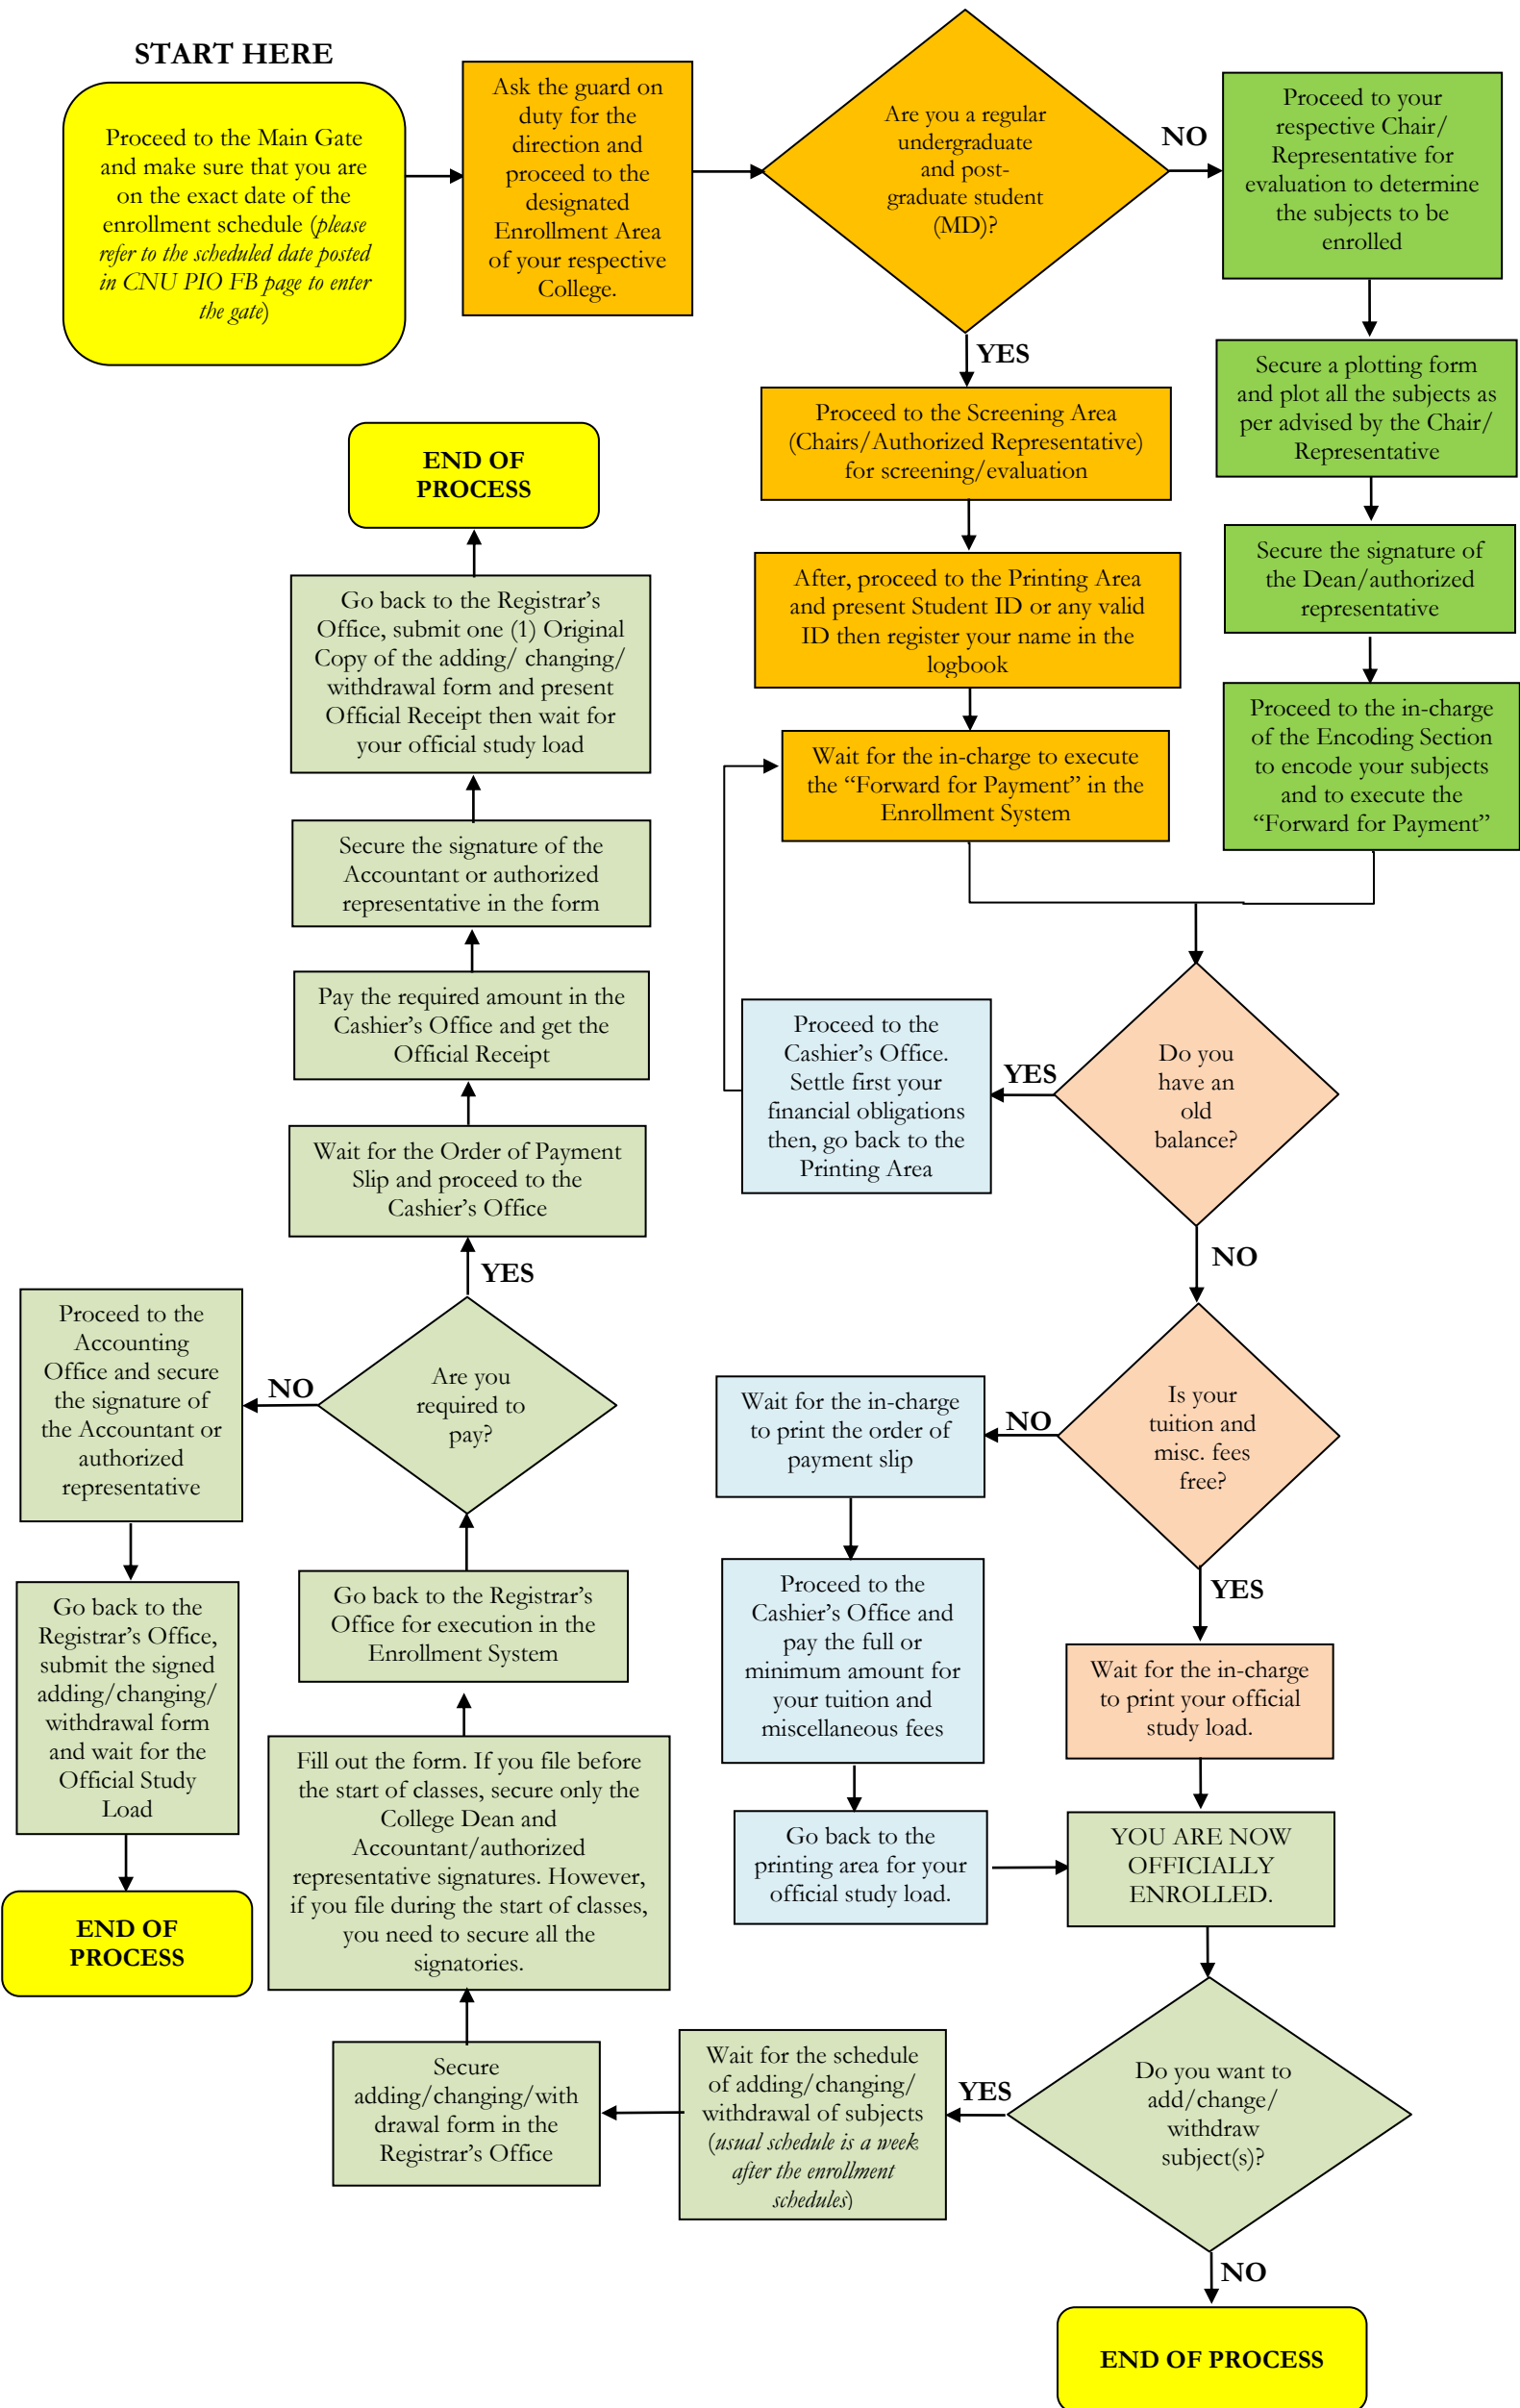 START HERE
Proceed to the Main Gate
and make sure that you are
on the exact date of the
enrollment schedule (please
refer to the scheduled date posted
in CNU PIO FB page to enter
the gate)
Ask the guard on
duty for the
direction and
proceed to the
designated
Enrollment Area
of your respective
College.
Are you a regular
undergraduate
and post-
graduate student
(MD)?
NO
Proceed to your
respective Chair/
Representative for
evaluation to determine
the subjects to be
enrolled
YES
Secure a plotting form
and plot all the subjects as
per advised by the Chair/
Representative
Secure the signature of
the Dean/authorized
representative
Proceed to the in-charge
of the Encoding Section
to encode your subjects
and to execute the
“Forward for Payment”
Proceed to the Screening Area
(Chairs/Authorized Representative)
for screening/evaluation
After, proceed to the Printing Area
and present Student ID or any valid
ID then register your name in the
logbook
Wait for the in-charge to execute
the “Forward for Payment” in the
Enrollment System
Do you
have an
old
balance?
YES
Proceed to the
Cashier’s Office.
Settle first your
financial obligations
then, go back to the
Printing Area
NO
Is your
tuition and
misc. fees
free?
NO
Wait for the in-charge
to print the order of
payment slip
Proceed to the
Cashier’s Office and
pay the full or
minimum amount for
your tuition and
miscellaneous fees
Go back to the
printing area for your
official study load.
YES
Wait for the in-charge
to print your official
study load.
YOU ARE NOW
OFFICIALLY
ENROLLED.
Do you want to
add/change/
withdraw
subject(s)?
NO
END OF PROCESS
YES
Wait for the schedule
of adding/changing/
withdrawal of subjects
(usual schedule is a week
after the enrollment
schedules)
Secure
adding/changing/with
drawal form in the
Registrar’s Office
Fill out the form. If you file before
the start of classes, secure only the
College Dean and
Accountant/authorized
representative signatures. However,
if you file during the start of classes,
you need to secure all the
signatories.
Go back to the Registrar’s
Office for execution in the
Enrollment System
Are you
required to
pay?
NO
Proceed to the
Accounting
Office and secure
the signature of
the Accountant or
authorized
representative
Go back to the
Registrar’s Office,
submit the signed
adding/changing/
withdrawal form
and wait for the
Official Study
Load
END OF
PROCESS
YES
Wait for the Order of Payment
Slip and proceed to the
Cashier’s Office
Pay the required amount in the
Cashier’s Office and get the
Official Receipt
Secure the signature of the
Accountant or authorized
representative in the form
Go back to the Registrar’s
Office, submit one (1) Original
Copy of the adding/ changing/
withdrawal form and present
Official Receipt then wait for
your official study load
END OF
PROCESS